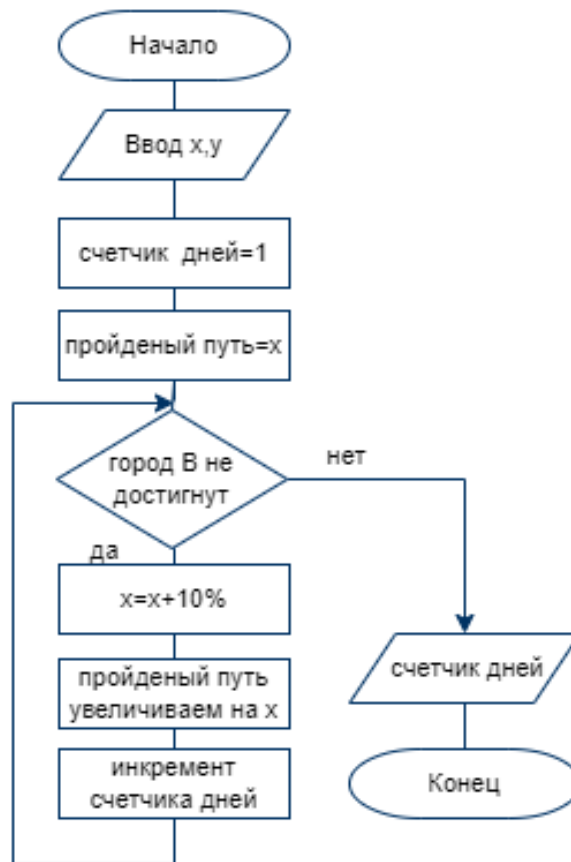 Начало
Ввод x,y
счетчик дней=1
пройденый путь=x
город В не
достигнут
нет
да
x=x+10%
пройденый путь
увеличиваем на x
инкремент
счетчика дней
счетчик дней
Конец